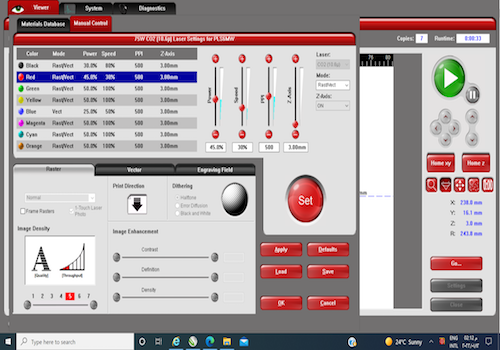 Viewer
System
Diagnostics
Materials Database
Manual Control
75W CO2 (10.6µ) Laser Settings for PLS6MW
Copies: 7
Runtime: 0:00:33
Color Mode Power Speed PPI Z-Axis
Black Rast/Vect 30.0% 80% 500 3.00mm
Red Rast/Vect 45.8% 38% 500 3.00mm
Green Rast/Vect 50.0% 100% 500 3.00mm
Yellow Rast/Vect 50.0% 100% 500 3.00mm
Blue Vect 25.0% 50% 500 3.00mm
Magenta Rast/Vect 50.0% 100% 500 3.00mm
Cyan Rast/Vect 50.0% 100% 500 3.00mm
Orange Rast/Vect 50.0% 100% 500 3.00mm
Power
Speed
PPI
Z-Axis
45.8% 38% 500 3.00mm
Laser:
CO2 (10.6µ)
Mode:
Rast/Vect
Z-Axis:
ON
Home xy
Home z
X: 238.0 mm
Y: 16.1 mm
Z: 3.0 mm
R: 243.8 mm
Go...
Settings
Close
Raster
Vector
Engraving Field
Normal
Frame Rasters
1-Touch Laser Photo
Print Direction
Dithering
Halftone
Error Diffusion
Black and White
Set
Image Density
(Quality)
(Throughput)
1 2 3 4 5 6 7
Image Enhancement
Contrast
Definition
Density
Apply
Defaults
Load
Save
OK
Cancel
Type here to search
24°C Sunny
ENG
INTL